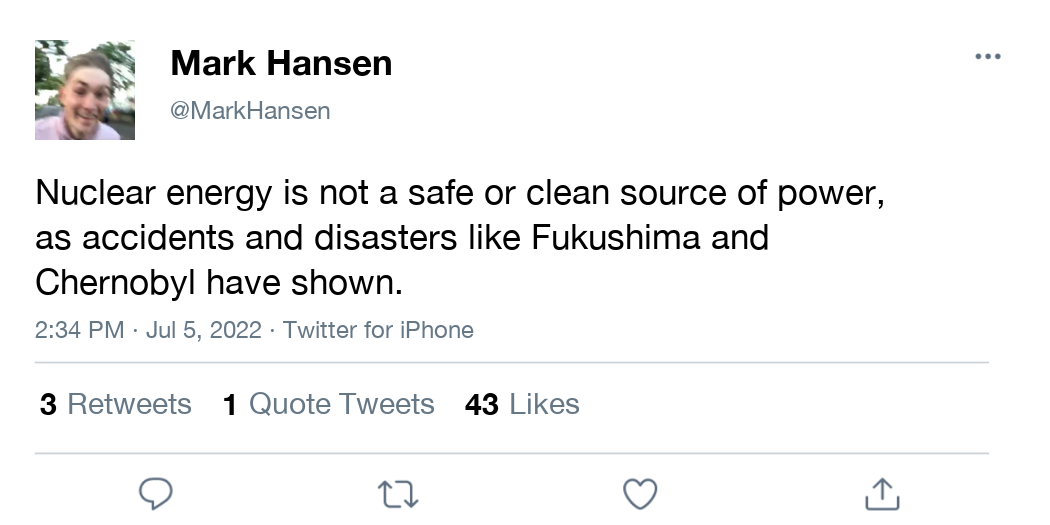 Mark Hansen
@MarkHansen
Nuclear energy is not a safe or clean source of power,
as accidents and disasters like Fukushima and
Chernobyl have shown.
2:34 PM · Jul 5, 2022 · Twitter for iPhone
3 Retweets 1 Quote Tweets 43 Likes